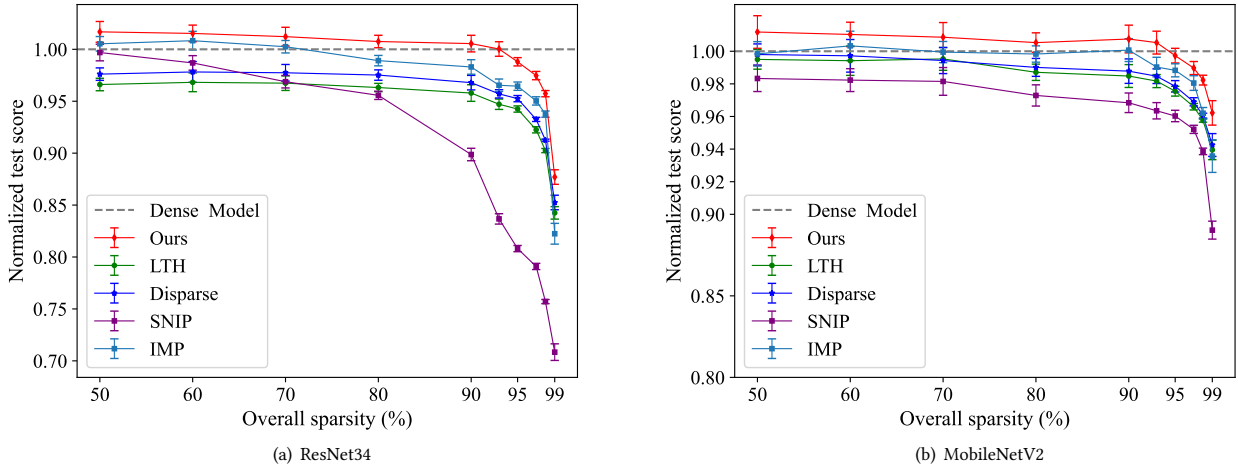 Normalized test score
1.00
0.95
0.90
0.85
0.80
0.75
0.70
Dense Model
Ours
LTH
Disparse
SNIP
IMP
50 60 70 80 90 95 99
Overall sparsity (%)
(a) ResNet34
Normalized test score
1.00
0.98
0.96
0.94
0.92
0.90
0.85
0.80
Dense Model
Ours
LTH
Disparse
SNIP
IMP
50 60 70 80 90 95 99
Overall sparsity (%)
(b) MobileNetV2